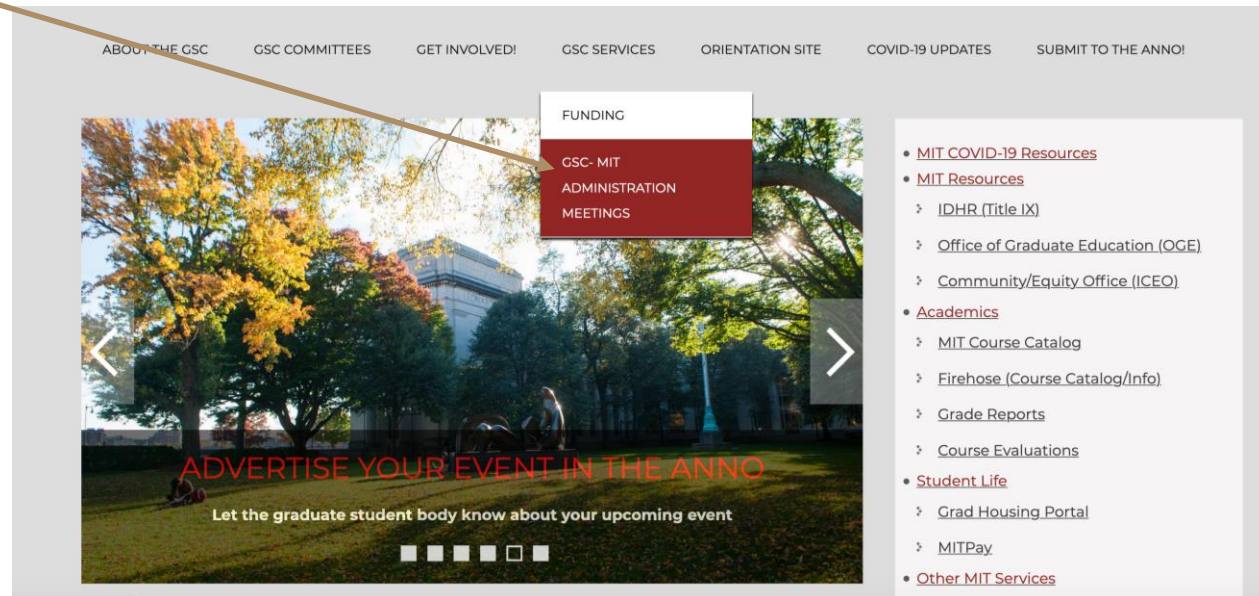 ABOUT THE GSC
GSC COMMITTEES
GET INVOLVED!
GSC SERVICES
ORIENTATION SITE
COVID-19 UPDATES
SUBMIT TO THE ANNO!
FUNDING
GSC- MIT
ADMINISTRATION
MEETINGS
ADVERTISE YOUR EVENT IN THE ANNO
Let the graduate student body know about your upcoming event
MIT COVID-19 Resources
MIT Resources
IDHR (Title IX)
Office of Graduate Education (OGE)
Community/Equity Office (ICEO)
Academics
MIT Course Catalog
Firehose (Course Catalog/Info)
Grade Reports
Course Evaluations
Student Life
Grad Housing Portal
MITPay
Other MIT Services